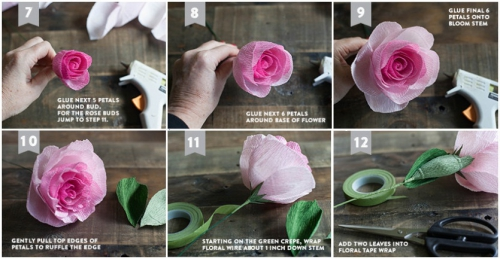 7
GLUE NEXT 5 PETALS
AROUND BUD.
FOR THE ROSE BUDS
JUMP TO STEP 11.
8
GLUE NEXT 6 PETALS
AROUND BASE OF FLOWER
9
GLUE FINAL 6
PETALS ONTO
BLOOM STEM
10
GENTLY PULL TOP EDGES OF
PETALS TO RUFFLE THE EDGE
11
STARTING ON THE GREEN CREPE, WRAP
FLORAL WIRE ABOUT 1 INCH DOWN STEM
12
ADD TWO LEAVES INTO
FLORAL TAPE WRAP